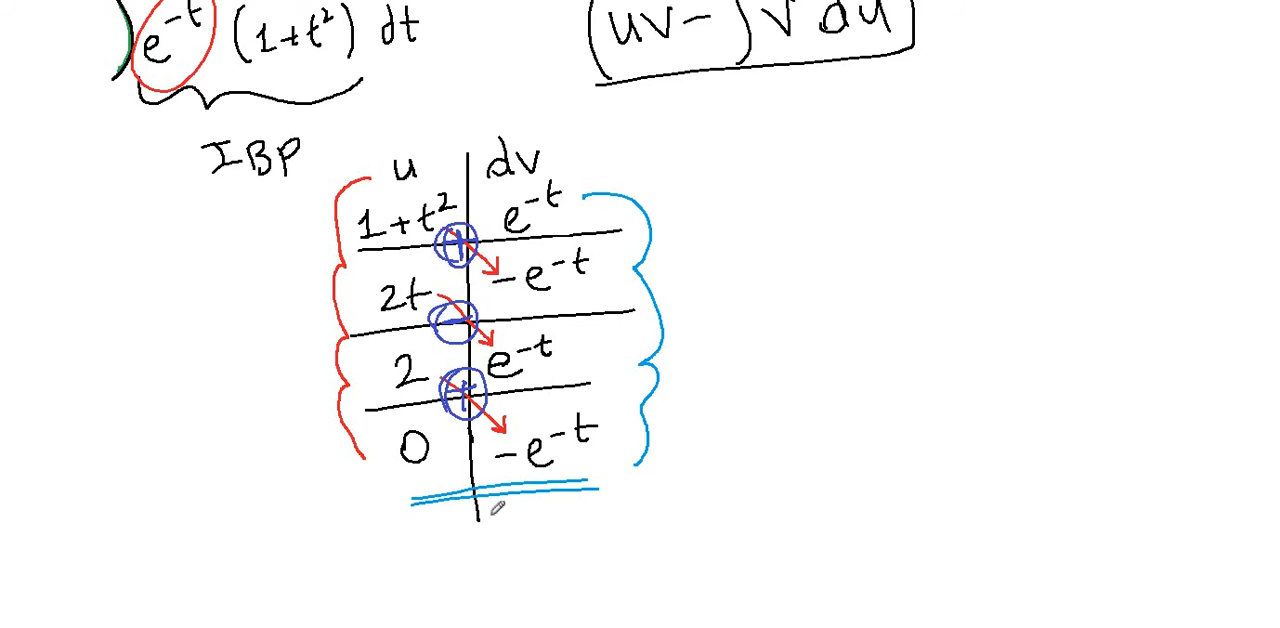 ∫ e^-t (1+t²) dt
uv - ∫ v du
IBP
u dv
1+t² e^-t
+
2t -e^-t
-
2 e^-t
+
0 -e^-t